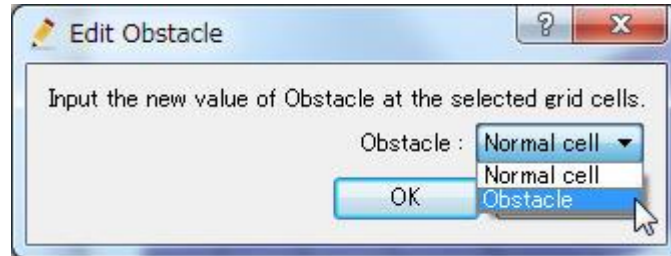 Edit Obstacle
Input the new value of Obstacle at the selected grid cells.
Obstacle : Normal cell
Normal cell
Obstacle
OK